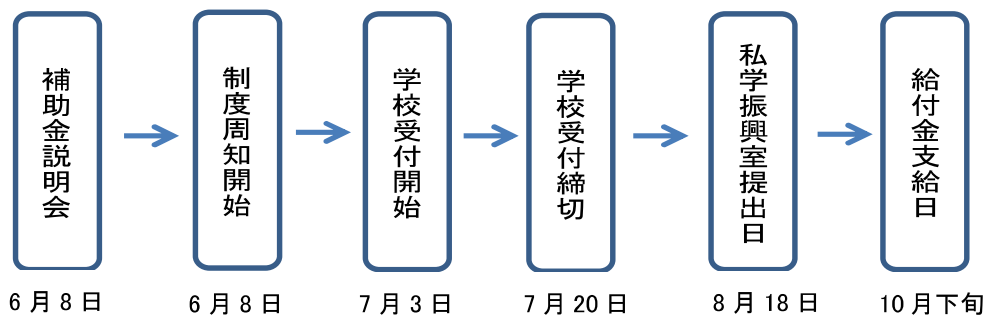 補助金説明会
制度周知開始
学校受付開始
学校受付締切
私学振興室提出日
給付金支給日
6月8日
6月8日
7月3日
7月20日
8月18日
10月下旬